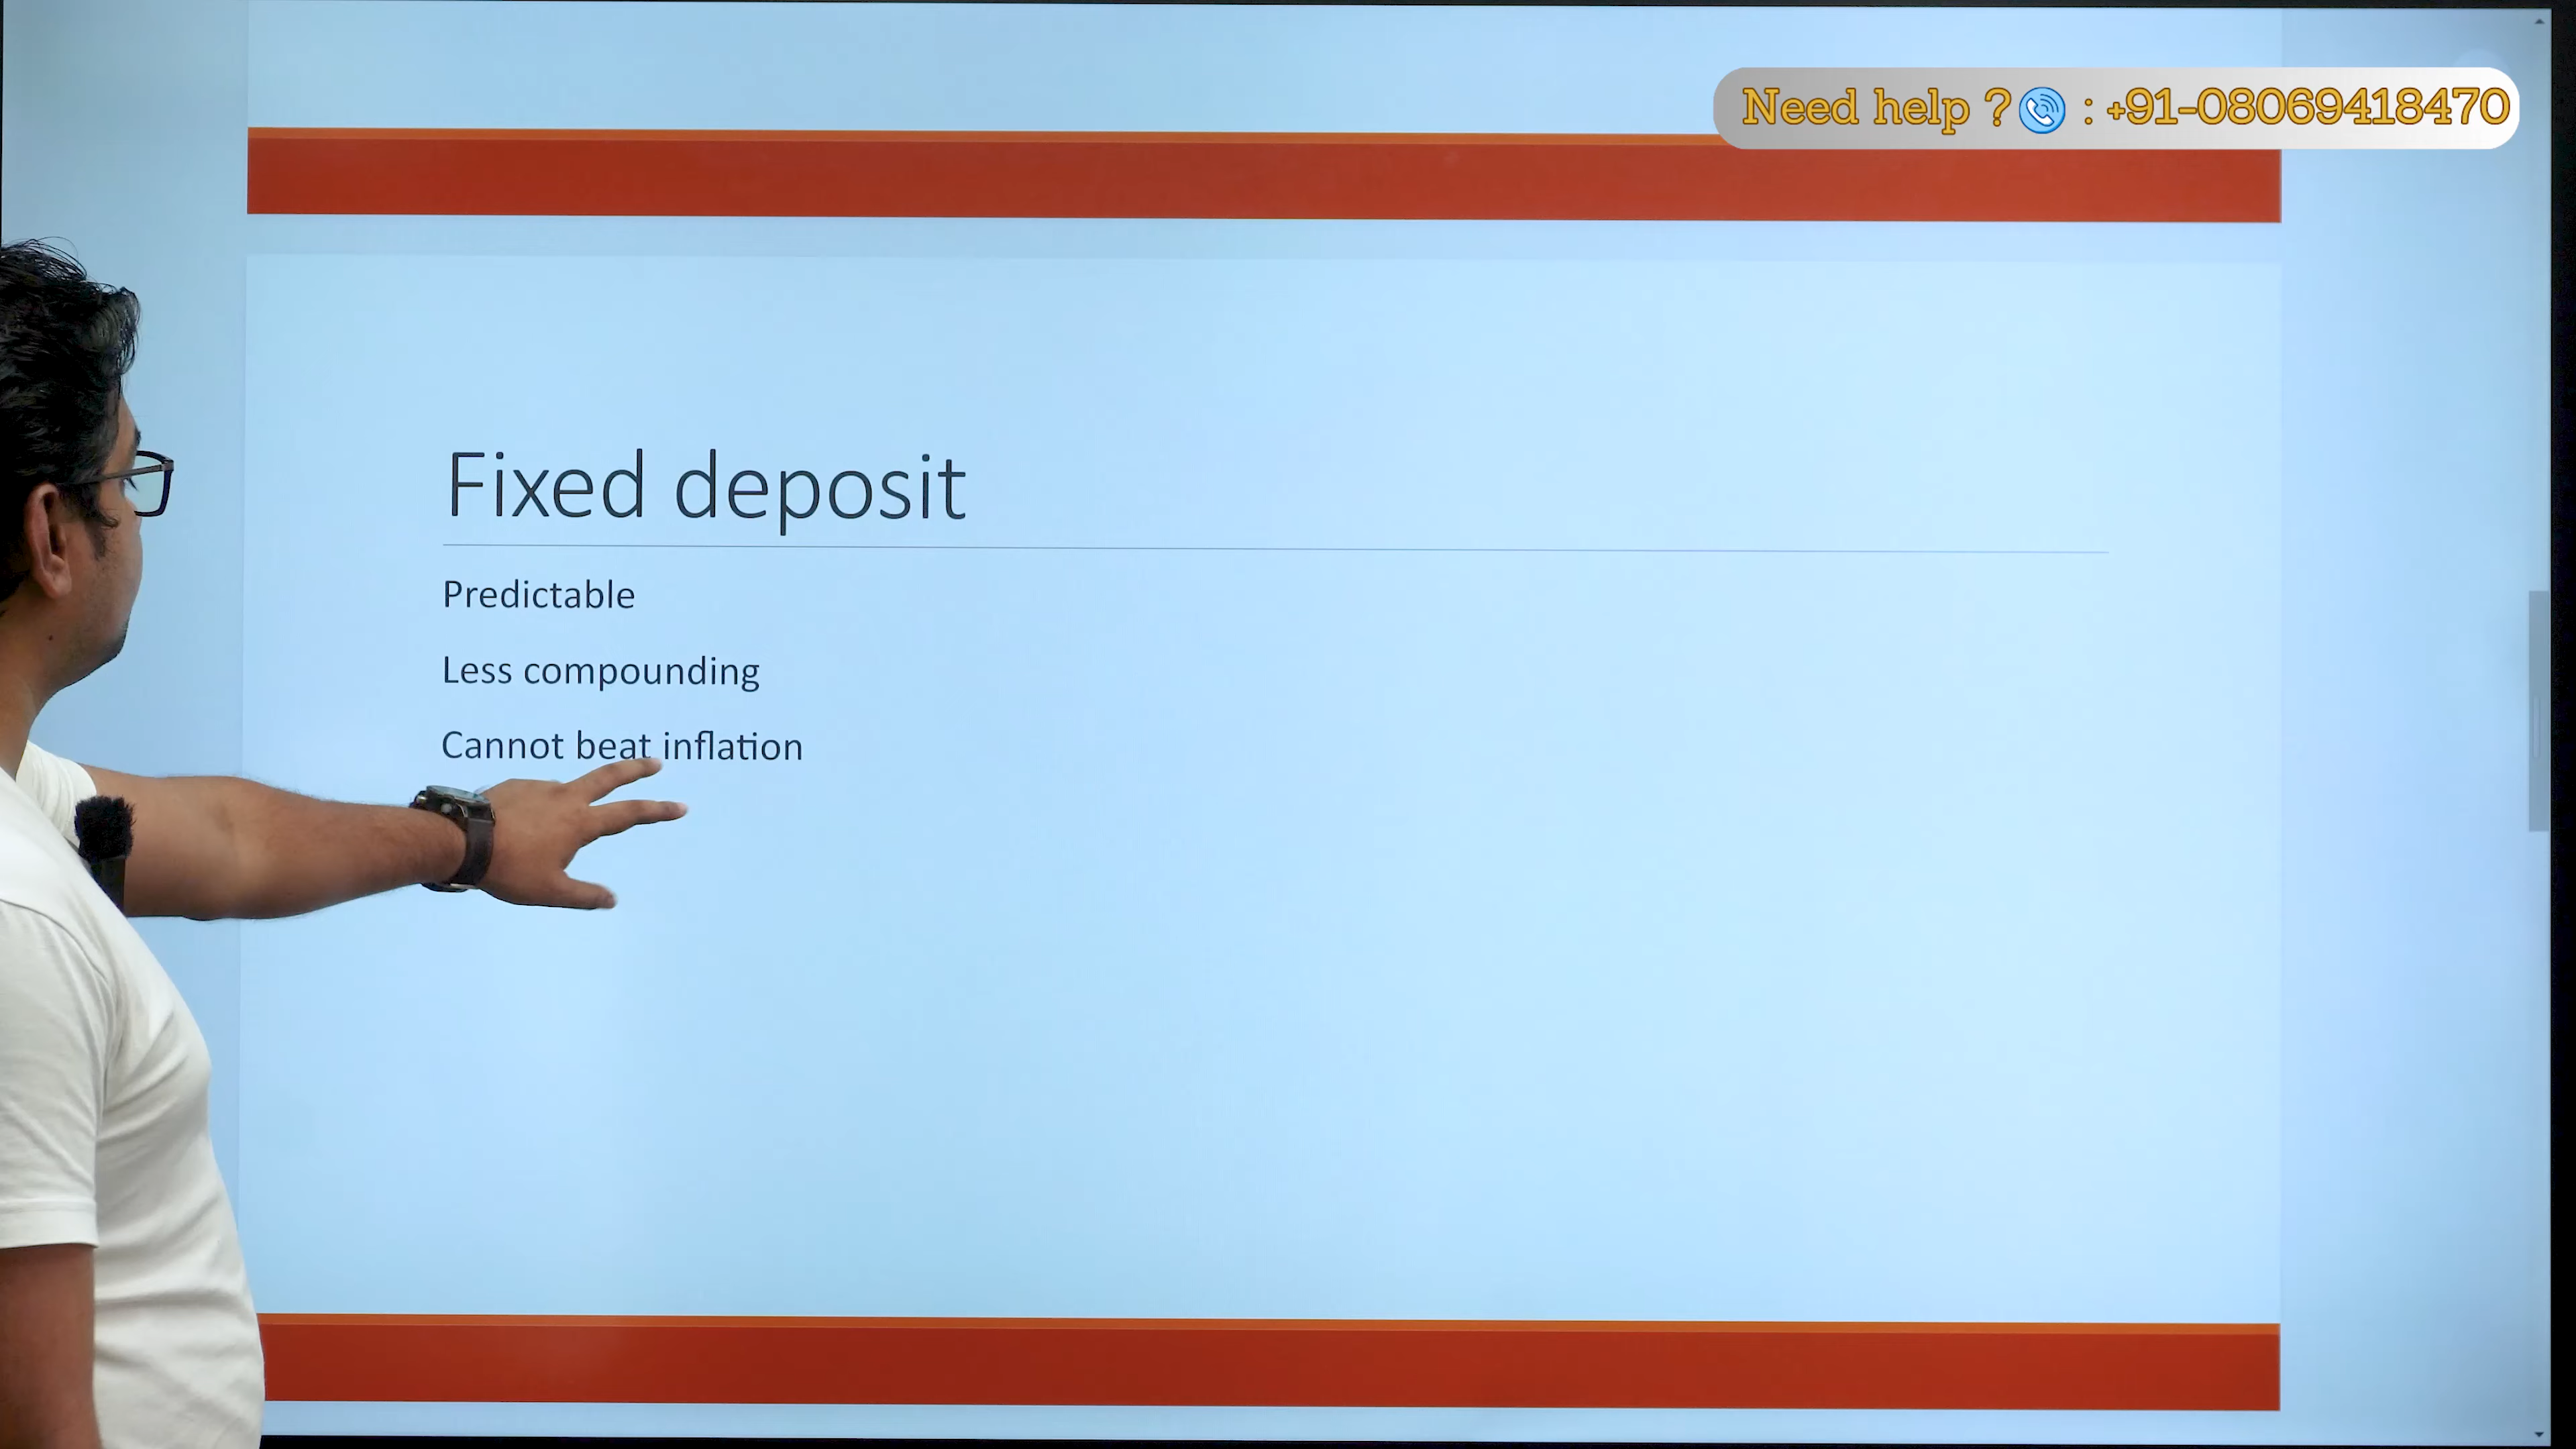 Need help ? : +91-08069418470
Fixed deposit
Predictable
Less compounding
Cannot beat inflation